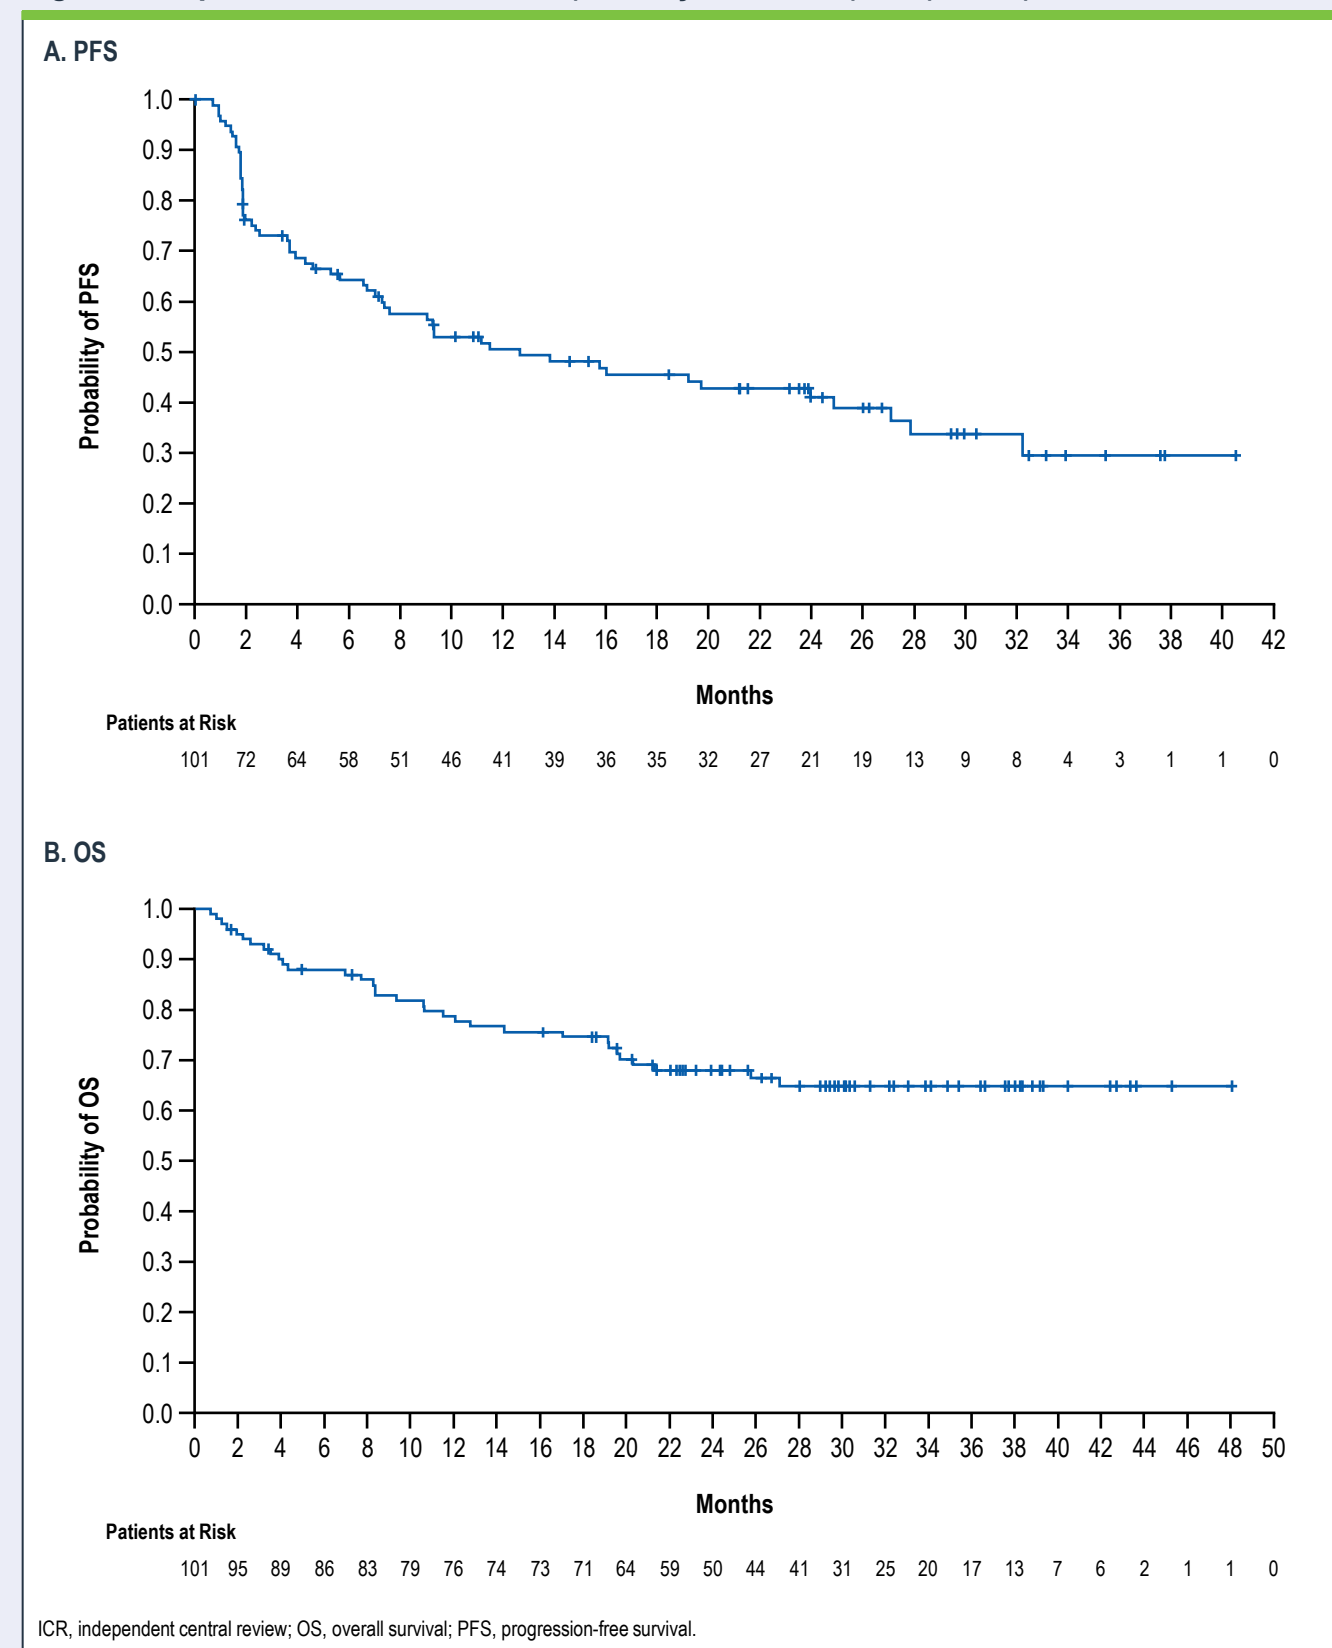 A. PFS
1.0
0.9
0.8
0.7
0.6
0.5
0.4
0.3
0.2
0.1
0.0
Probability of PFS
0 2 4 6 8 10 12 14 16 18 20 22 24 26 28 30 32 34 36 38 40 42
Months
Patients at Risk
101 72 64 58 51 46 41 39 36 35 32 27 21 19 13 9 8 4 3 1 1 0
B. OS
1.0
0.9
0.8
0.7
0.6
0.5
0.4
0.3
0.2
0.1
0.0
Probability of OS
0 2 4 6 8 10 12 14 16 18 20 22 24 26 28 30 32 34 36 38 40 42 44 46 48 50
Months
Patients at Risk
101 95 89 86 83 79 76 74 73 71 64 59 50 44 41 31 25 20 17 13 7 6 2 1 1 0
ICR, independent central review; OS, overall survival; PFS, progression-free survival.